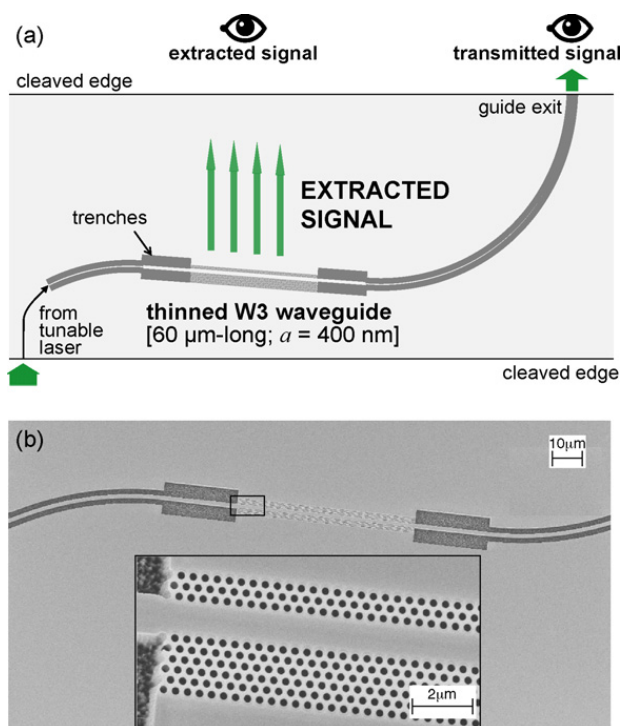 (a)
extracted signal
transmitted signal
cleaved edge
guide exit
EXTRACTED
SIGNAL
trenches
from
tunable
laser
thinned W3 waveguide
[60 µm-long; a = 400 nm]
cleaved edge
(b)
10µm
2µm